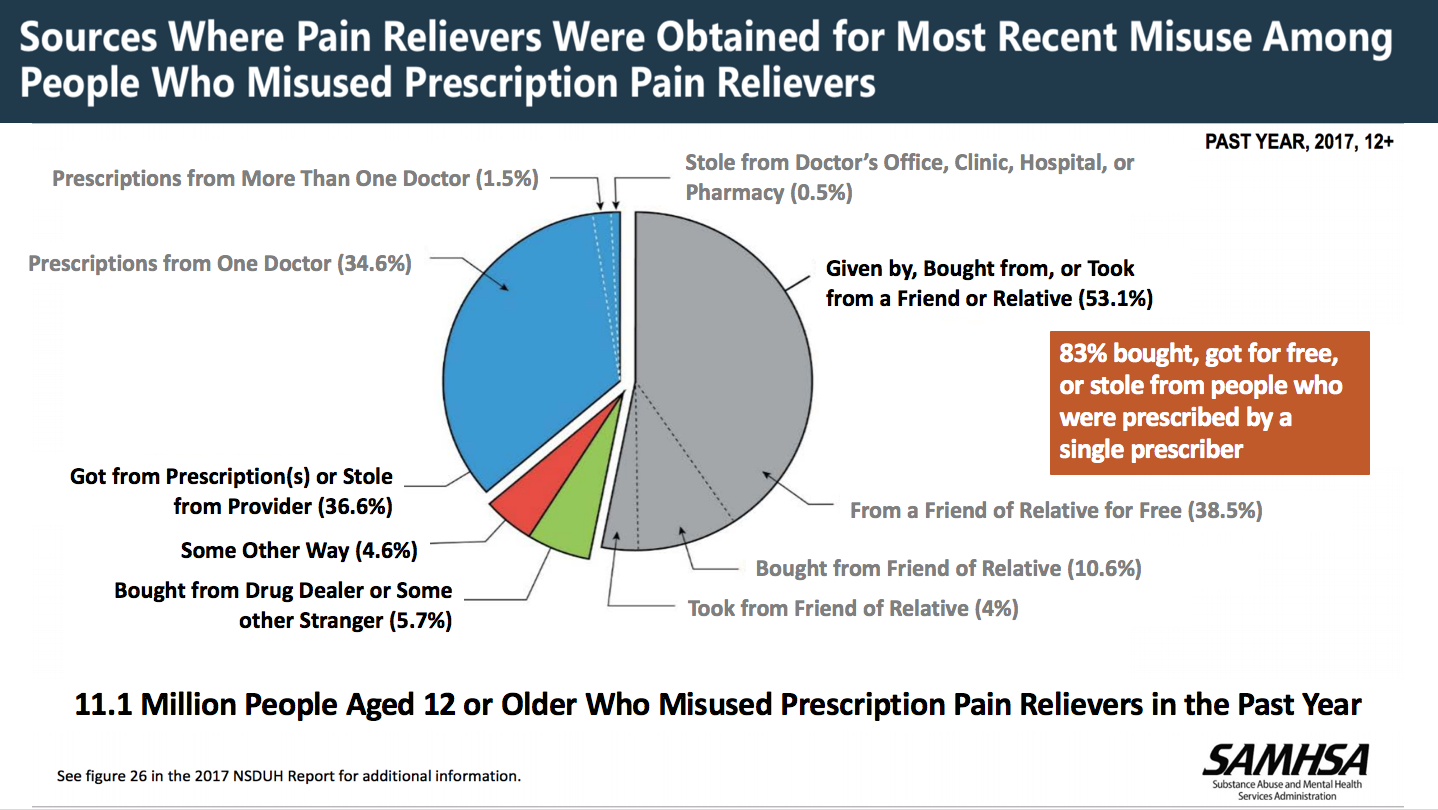 Sources Where Pain Relievers Were Obtained for Most Recent Misuse Among
People Who Misused Prescription Pain Relievers
PAST YEAR, 2017, 12+
Prescriptions from More Than One Doctor (1.5%)
Stole from Doctor’s Office, Clinic, Hospital, or
Pharmacy (0.5%)
Prescriptions from One Doctor (34.6%)
Given by, Bought from, or Took
from a Friend or Relative (53.1%)
83% bought, got for free,
or stole from people who
were prescribed by a
single prescriber
Got from Prescription(s) or Stole
from Provider (36.6%)
From a Friend of Relative for Free (38.5%)
Some Other Way (4.6%)
Bought from Friend of Relative (10.6%)
Bought from Drug Dealer or Some
other Stranger (5.7%)
Took from Friend of Relative (4%)
11.1 Million People Aged 12 or Older Who Misused Prescription Pain Relievers in the Past Year
See figure 26 in the 2017 NSDUH Report for additional information.
SAMHSA
Substance Abuse and Mental Health
Services Administration